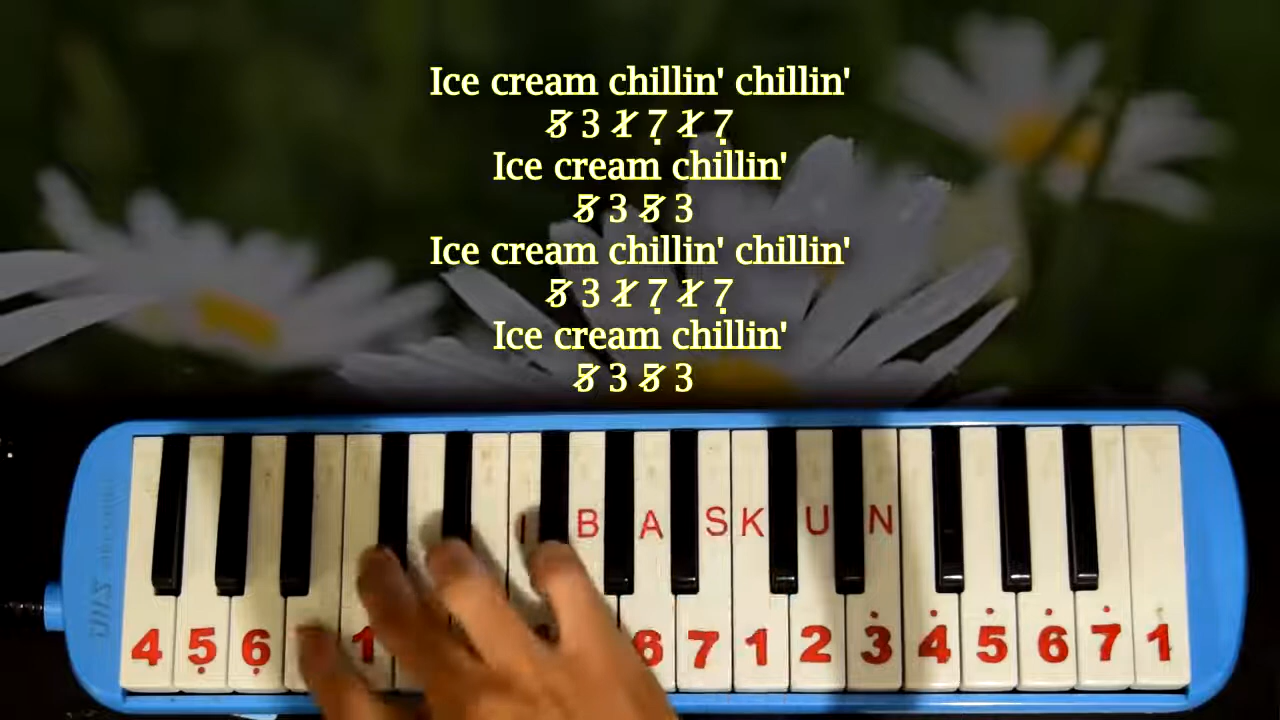 Ice cream chillin' chillin'
5̸ 3 1̸ 7̣ 1̸ 7̣
Ice cream chillin'
5̸ 3 5̸ 3
Ice cream chillin' chillin'
5̸ 3 1̸ 7̣ 1̸ 7̣
Ice cream chillin'
5̸ 3 5̸ 3
B A S K U N
4 5̣ 6̣ 1 6 7 1 2 3̇ 4̇ 5̇ 6̇ 7̇ 1